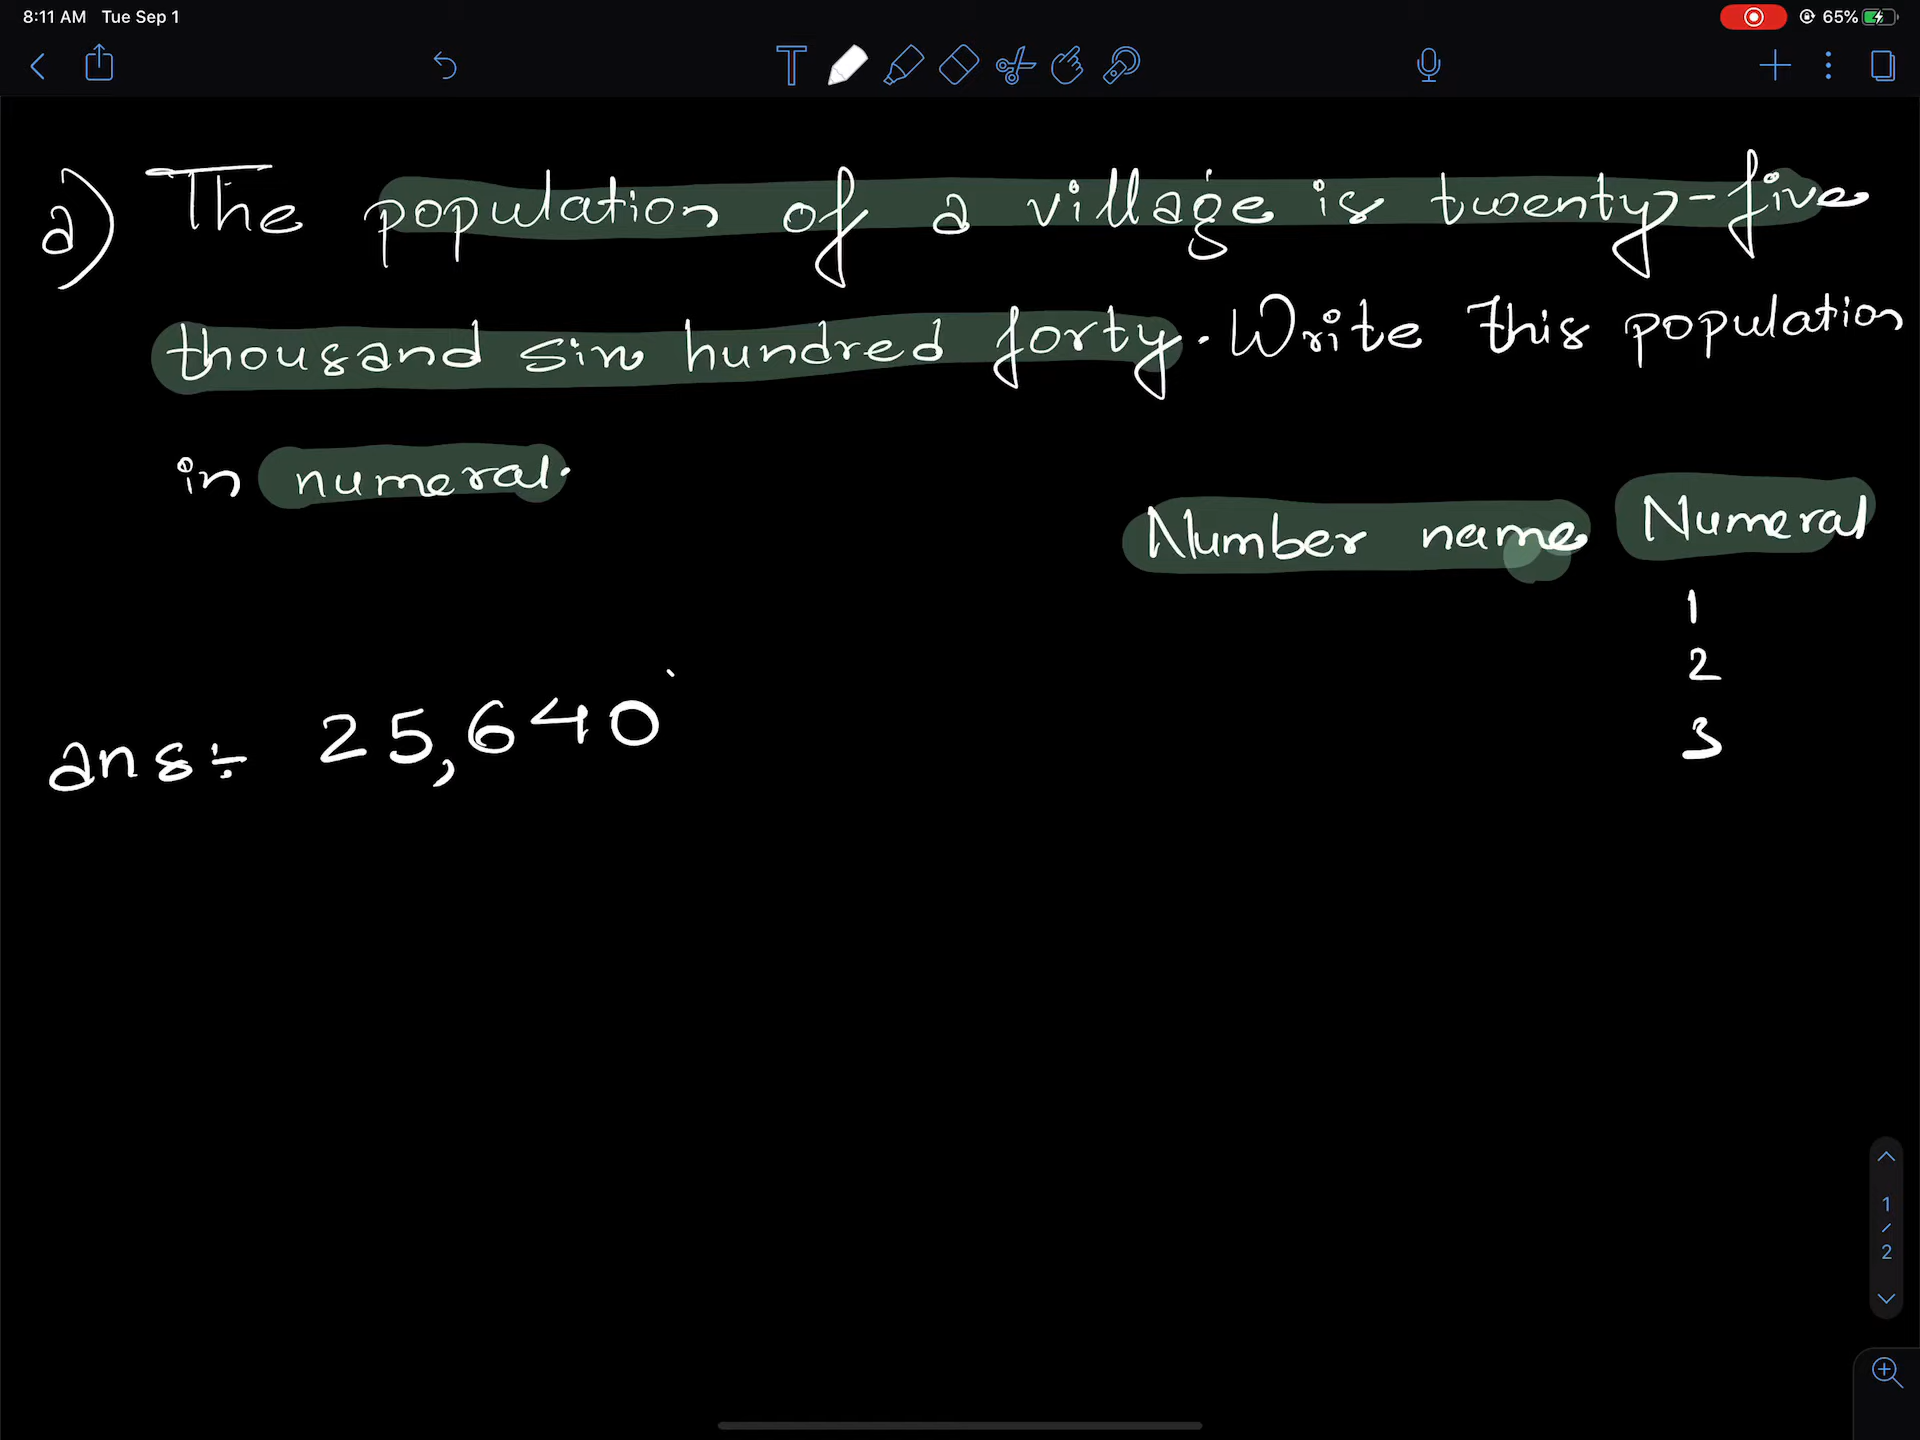 8:11 AM Tue Sep 1
65%
a) The population of a village is twenty-five
thousand six hundred forty. Write this population
in numeral.
Number name Numeral
1
2
3
ans÷ 25,640
1
/
2